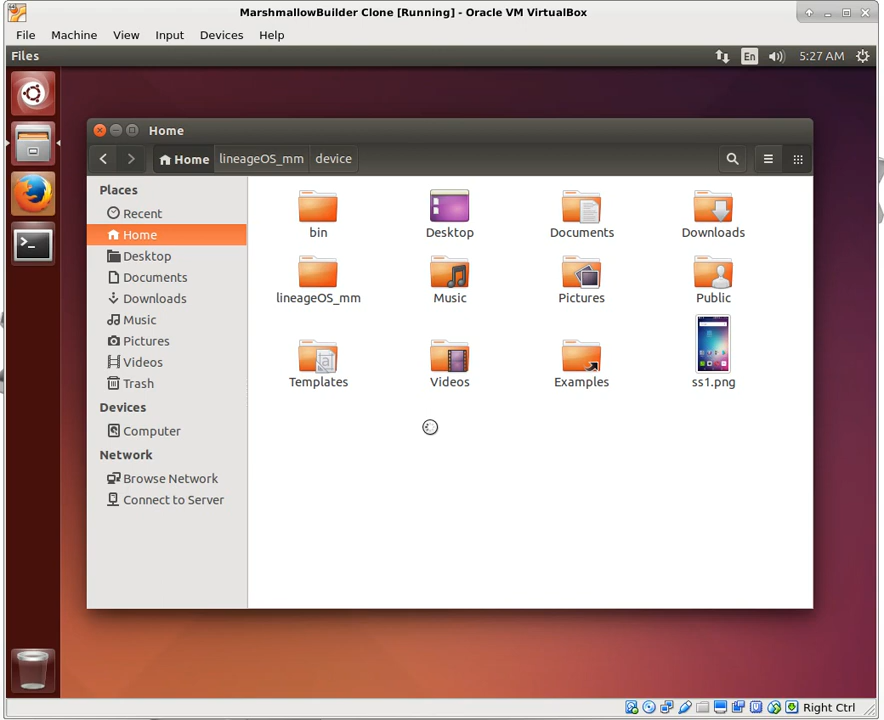 MarshmallowBuilder Clone [Running] - Oracle VM VirtualBox
File Machine View Input Devices Help
Files En 5:27 AM
Home
Home lineageOS_mm device
Places
Recent
Home
Desktop
Documents
Downloads
Music
Pictures
Videos
Trash
Devices
Computer
Network
Browse Network
Connect to Server
bin Desktop Documents Downloads
lineageOS_mm Music Pictures Public
Templates Videos Examples ss1.png
Right Ctrl